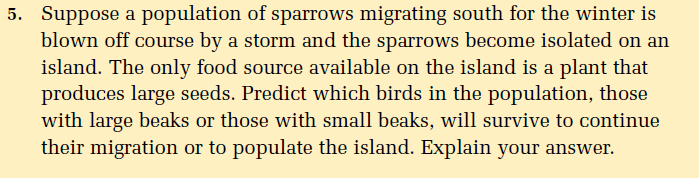 5. Suppose a population of sparrows migrating south for the winter is
blown off course by a storm and the sparrows become isolated on an
island. The only food source available on the island is a plant that
produces large seeds. Predict which birds in the population, those
with large beaks or those with small beaks, will survive to continue
their migration or to populate the island. Explain your answer.